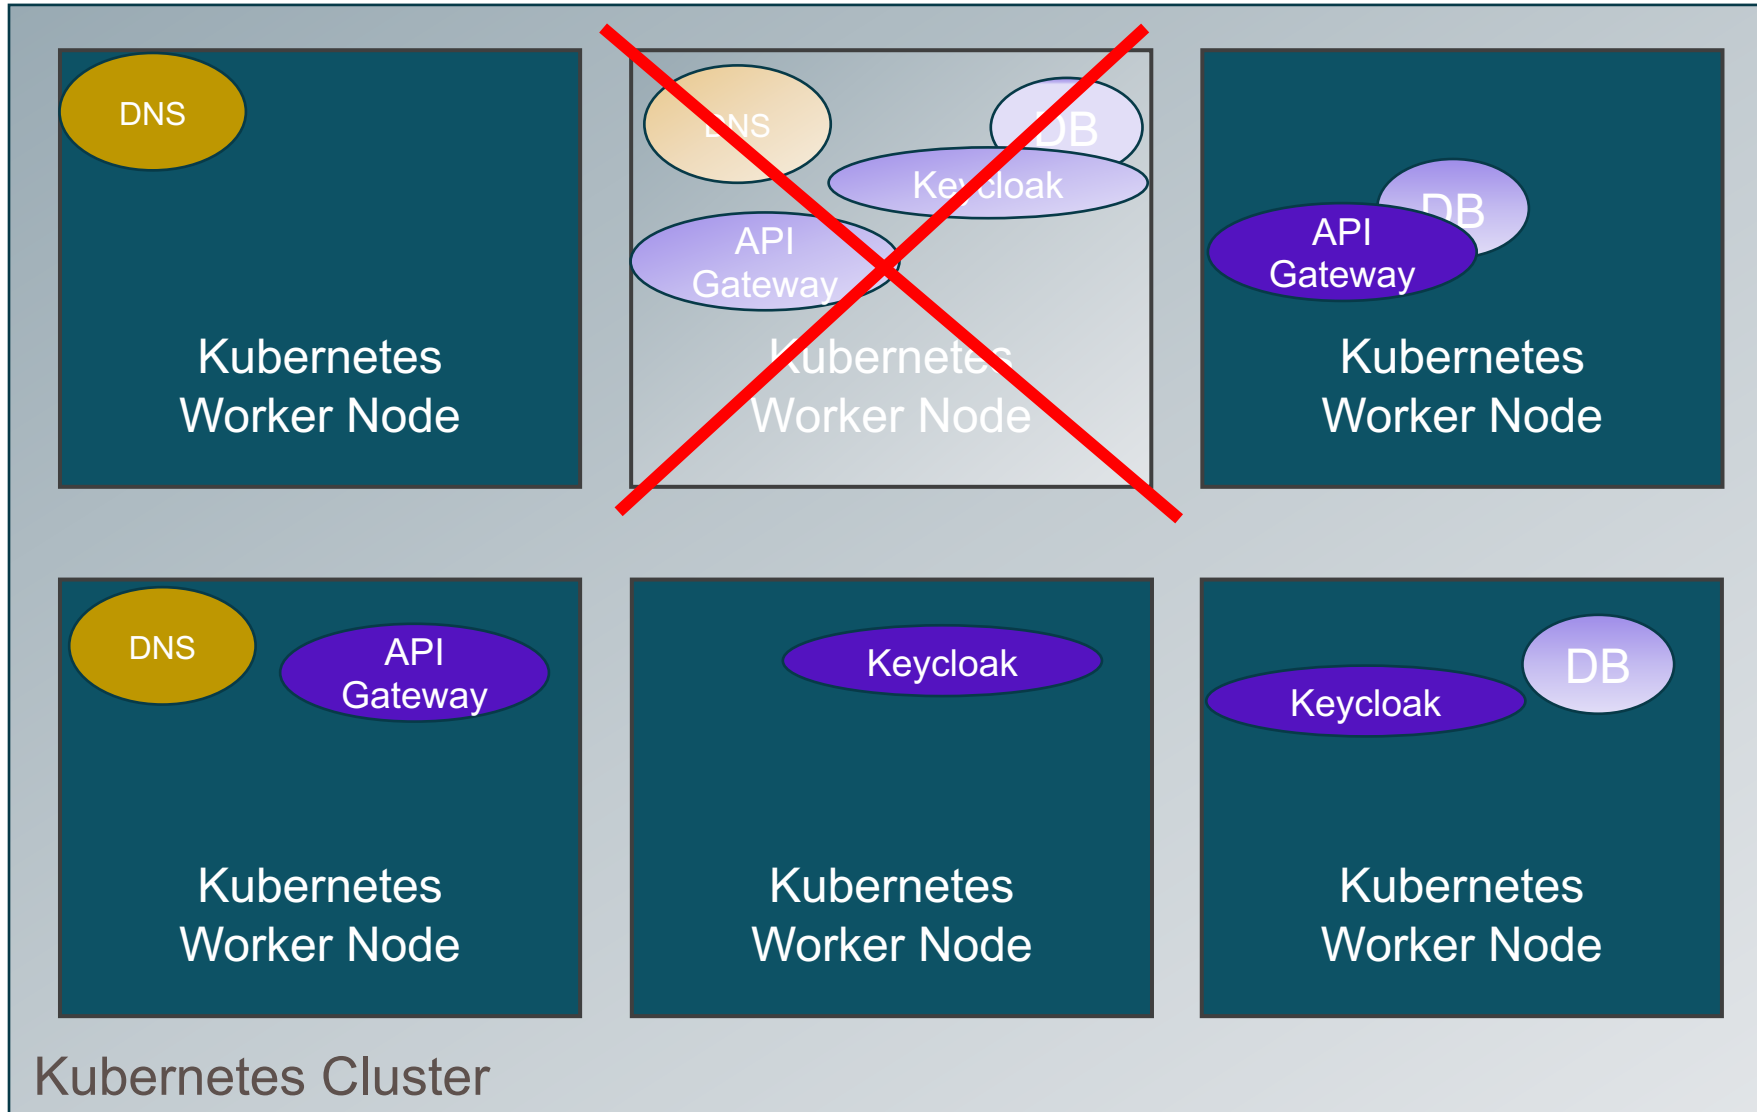 DNS
Kubernetes
Worker Node
DNS
DB
Keycloak
API
Gateway
Kubernetes
Worker Node
DB
API
Gateway
Kubernetes
Worker Node
DNS
API
Gateway
Kubernetes
Worker Node
Keycloak
Kubernetes
Worker Node
DB
Keycloak
Kubernetes
Worker Node
Kubernetes Cluster